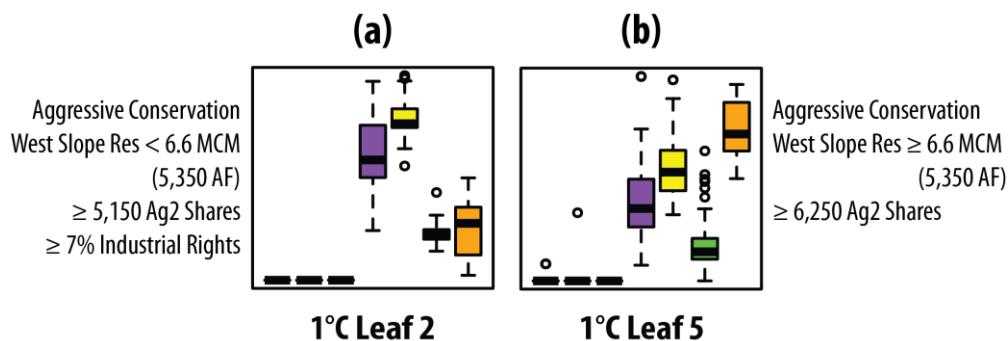 (a)
(b)
Aggressive Conservation
West Slope Res < 6.6 MCM
(5,350 AF)
≥ 5,150 Ag2 Shares
≥ 7% Industrial Rights
Aggressive Conservation
West Slope Res ≥ 6.6 MCM
(5,350 AF)
≥ 6,250 Ag2 Shares
1°C Leaf 2
1°C Leaf 5